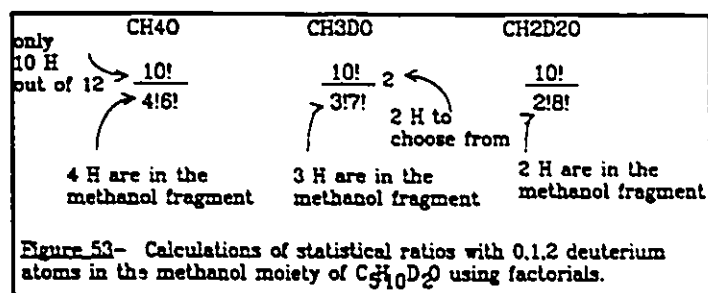 CH4O CH3DO CH2D2O
only
10 H
out of 12
10! 10! 2 10!
4!6! 3!7! 2!8!
2 H to
choose from
4 H are in the
methanol fragment
3 H are in the
methanol fragment
2 H are in the
methanol fragment
Figure 53- Calculations of statistical ratios with 0,1,2 deuterium
atoms in the methanol moiety of C5H10D2O using factorials.